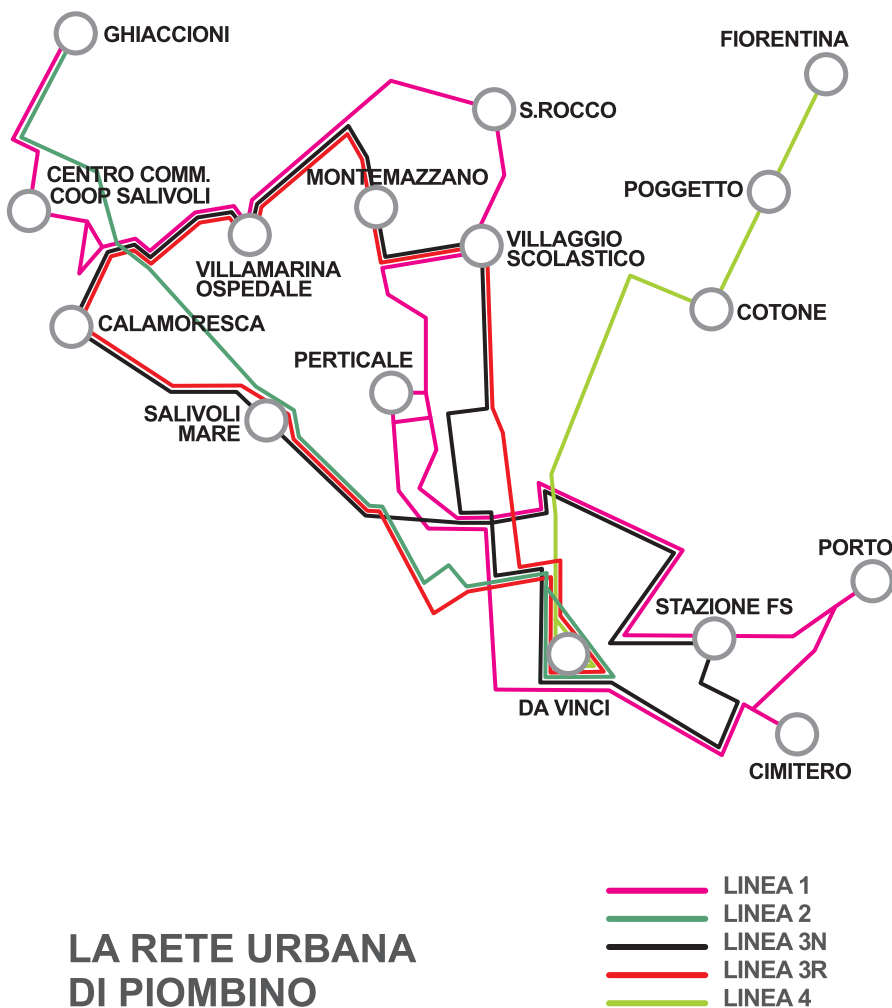 GHIACCIONI
FIORENTINA
S.ROCCO
CENTRO COMM.
COOP SALIVOLI
MONTEMAZZANO
POGGETTO
VILLAMARINA
OSPEDALE
VILLAGGIO
SCOLASTICO
CALAMORESCA
COTONE
PERTICALE
SALIVOLI
MARE
PORTO
STAZIONE FS
DA VINCI
CIMITERO
LINEA 1
LINEA 2
LINEA 3N
LINEA 3R
LINEA 4
LA RETE URBANA
DI PIOMBINO